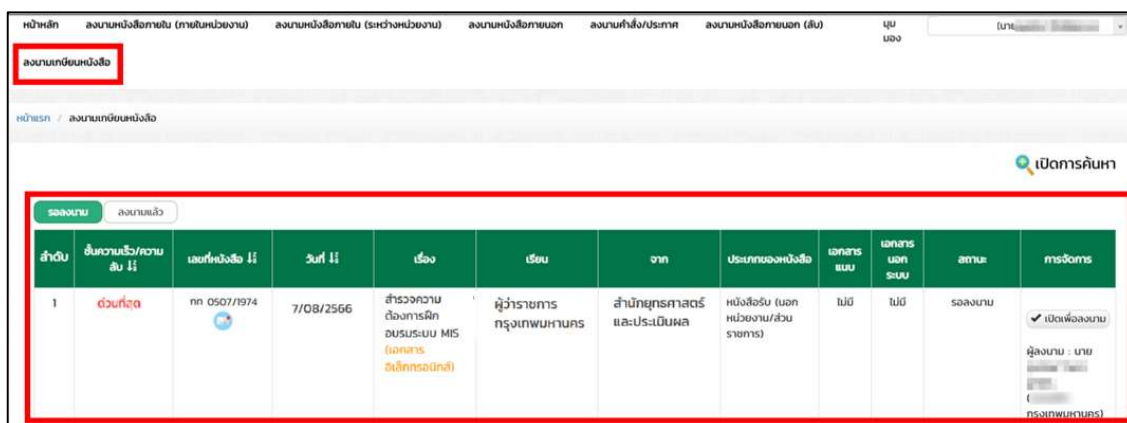 หน้าหลัก ลงนามหนังสือภายใน (ภายในหน่วยงาน) ลงนามหนังสือภายใน (ระหว่างหน่วยงาน) ลงนามหนังสือภายนอก ลงนามคำสั่ง/ประกาศ ลงนามหนังสือภายนอก (ลับ) มุมมอง (นาย
ลงนามเกษียนหนังสือ
หน้าแรก / ลงนามเกษียนหนังสือ
เปิดการค้นหา
รอลงนาม ลงนามแล้ว
ลำดับ ชั้นความเร็ว/ความลับ เลขที่หนังสือ วันที่ เรื่อง เรียน จาก ประเภทของหนังสือ เอกสารแนบ เอกสารนอกระบบ สถานะ การจัดการ
1 ด่วนที่สุด กท 0507/1974 7/08/2566 สำรวจความ ผู้ว่าราชการ สำนักยุทธศาสตร์ หนังสือรับ (นอก ไม่มี ไม่มี รอลงนาม
ต้องการฝึก กรุงเทพมหานคร และประเมินผล หน่วยงาน/ส่วน เปิดเพื่อลงนาม
อบรมระบบ MIS ราชการ)
(เอกสาร ผู้ลงนาม : นาย
อิเล็กทรอนิกส์)
(
กรุงเทพมหานคร)